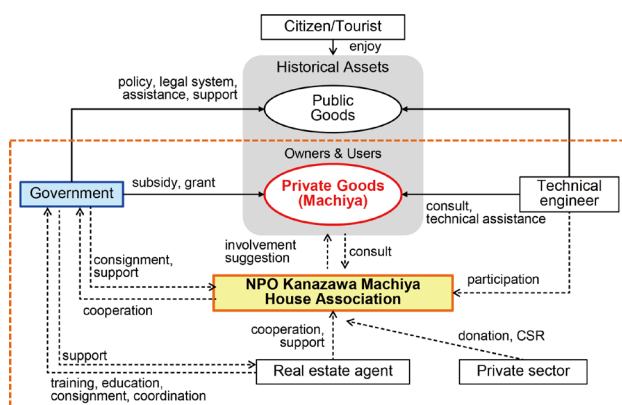 Citizen/Tourist
enjoy
Historical Assets
policy, legal system,
assistance, support
Public
Goods
Owners & Users
Government
subsidy, grant
Private Goods
(Machiya)
Technical
engineer
consult,
technical assistance
involvement
suggestion
consult
consignment,
support
NPO Kanazawa Machiya
House Association
participation
cooperation
cooperation,
support
donation, CSR
support
Real estate agent
Private sector
training, education,
consignment, coordination